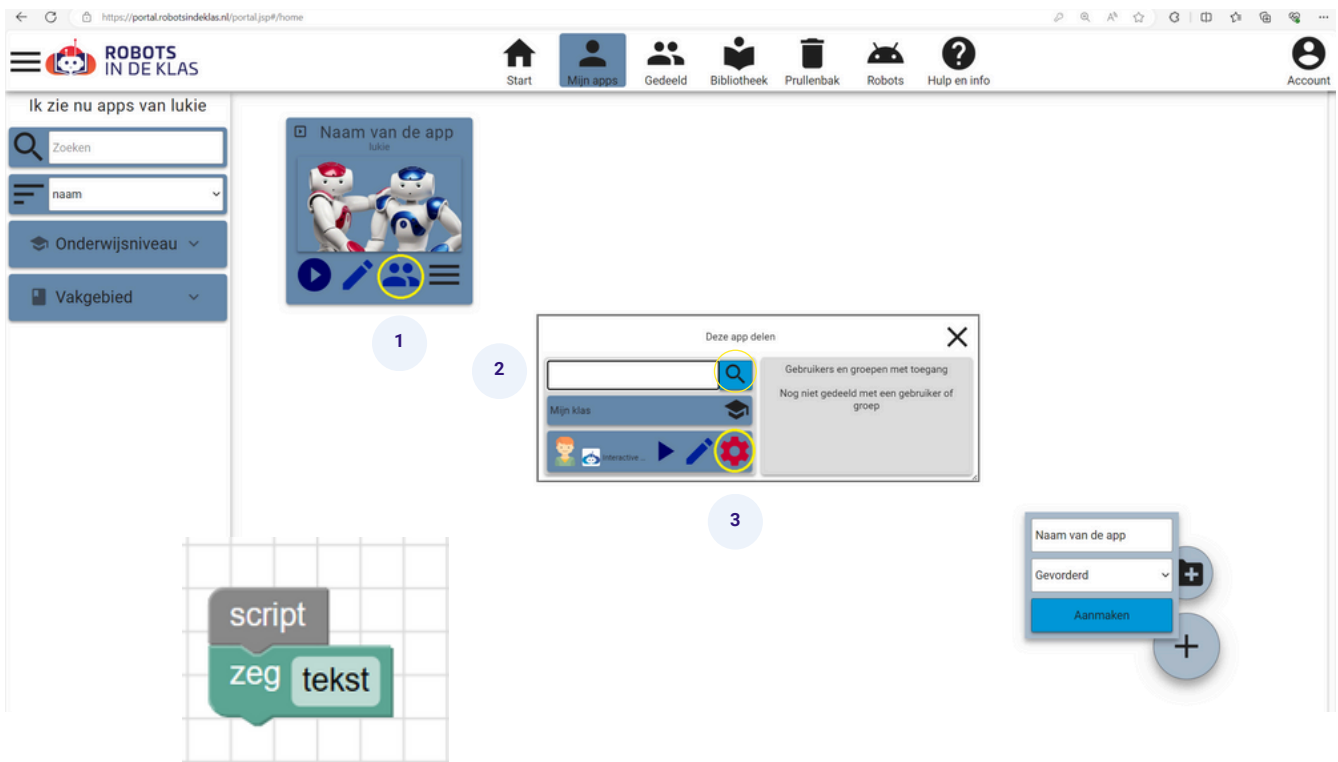 https://portal.robotsindeklas.nl/portal.jsp#/home
ROBOTS
IN DE KLAS
Start
Mijn apps
Gedeeld
Bibliotheek
Prullenbak
Robots
Hulp en info
Account
Ik zie nu apps van lukie
Zoeken
naam
Onderwijsniveau
Vakgebied
Naam van de app
lukie
1
2
Deze app delen
Mijn klas
Interactive ...
Gebruikers en groepen met toegang
Nog niet gedeeld met een gebruiker of
groep
3
Naam van de app
Gevorderd
Aanmaken
script
zeg tekst